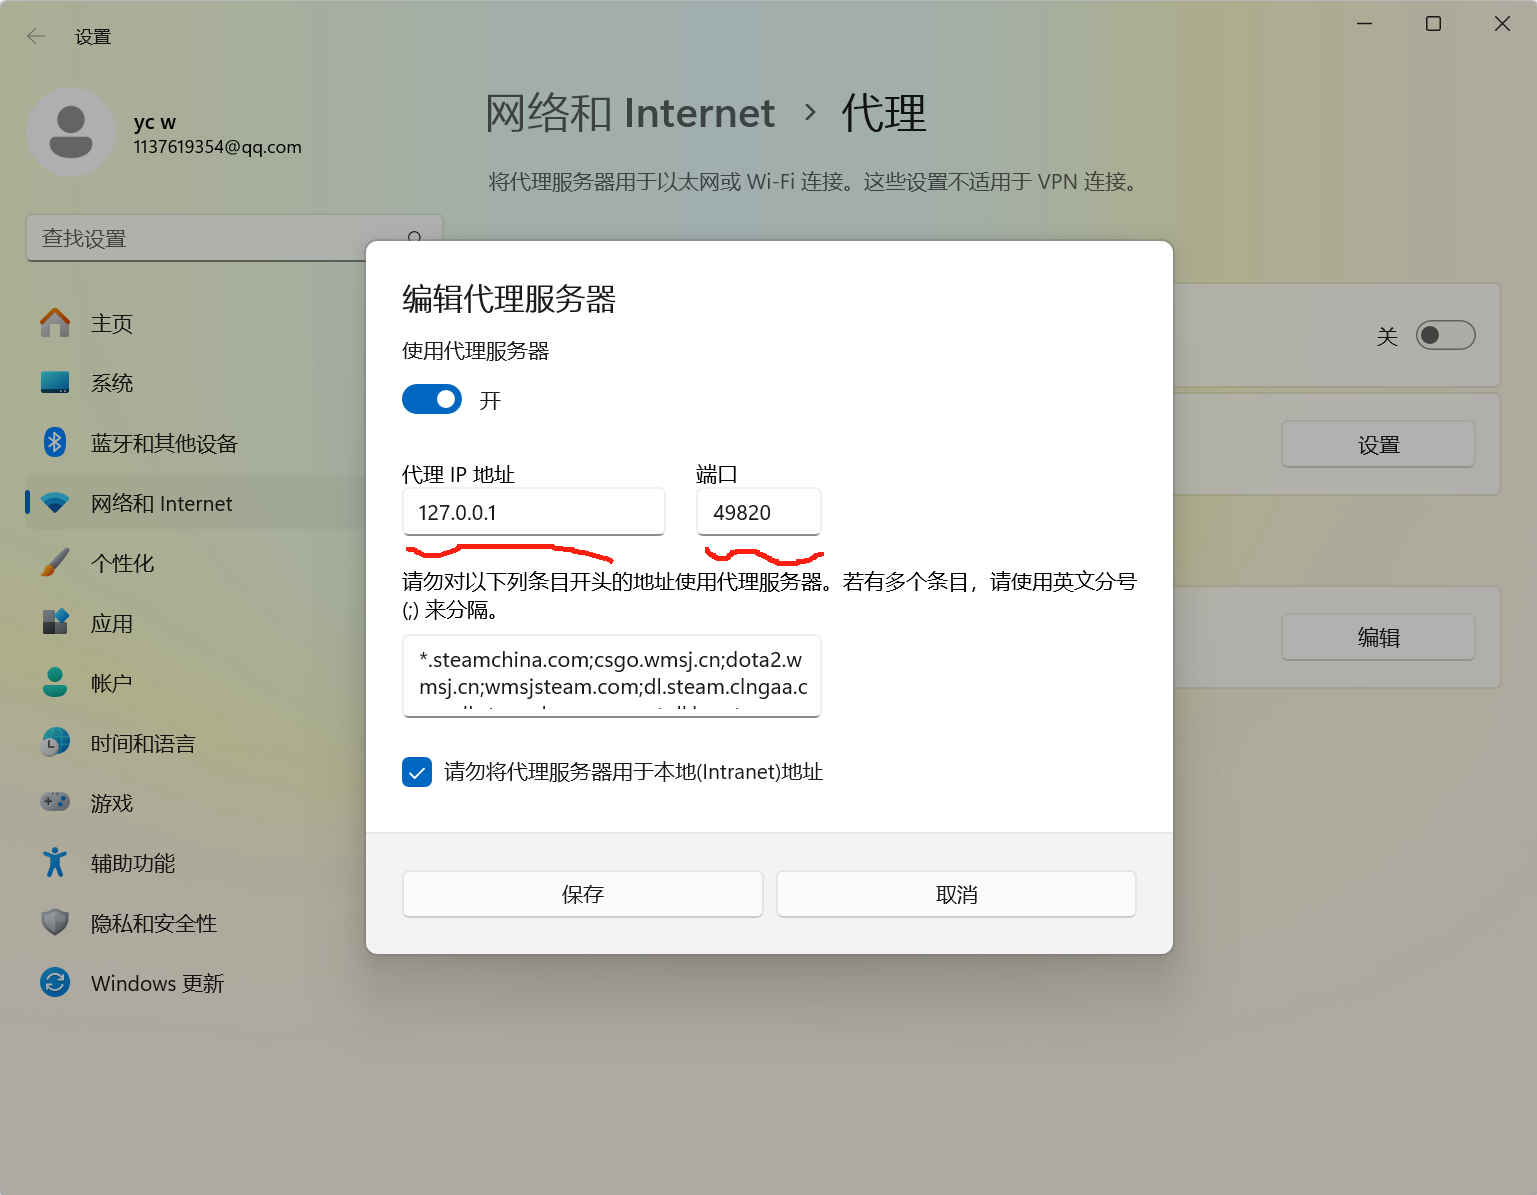 设置
yc w
1137619354@qq.com
查找设置
主页
系统
蓝牙和其他设备
网络和 Internet
个性化
应用
帐户
时间和语言
游戏
辅助功能
隐私和安全性
Windows 更新
网络和 Internet › 代理
将代理服务器用于以太网或 Wi-Fi 连接。这些设置不适用于 VPN 连接。
关
设置
编辑
编辑代理服务器
使用代理服务器
开
代理 IP 地址 端口
127.0.0.1 49820
请勿对以下列条目开头的地址使用代理服务器。若有多个条目，请使用英文分号
(;) 来分隔。
*.steamchina.com;csgo.wmsj.cn;dota2.w
msj.cn;wmsjsteam.com;dl.steam.clngaa.c
请勿将代理服务器用于本地(Intranet)地址
保存 取消